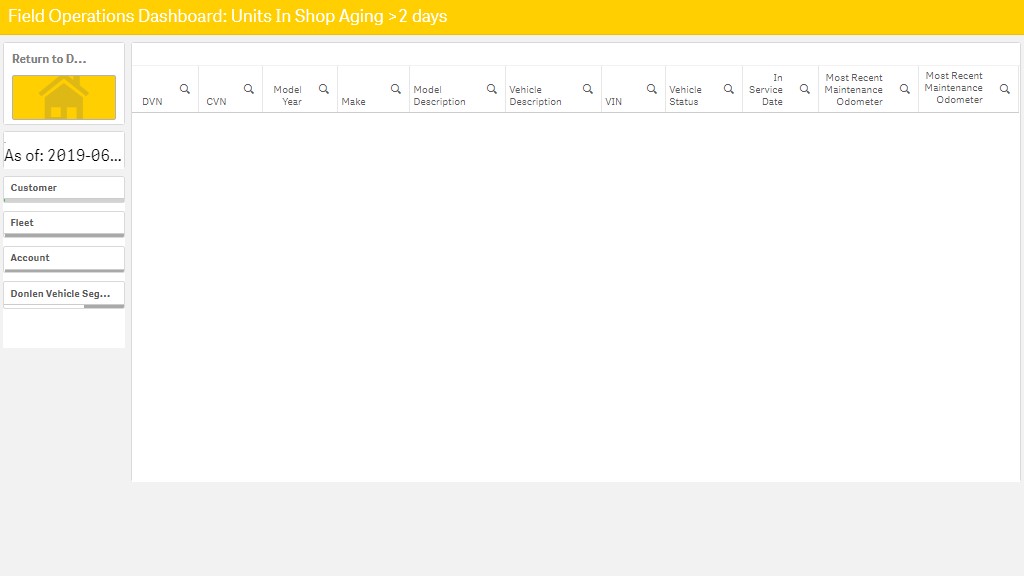 Field Operations Dashboard: Units In Shop Aging >2 days
Return to D...
As of: 2019-06...
Customer
Fleet
Account
Donlen Vehicle Seg...
DVN
CVN
Model
Year
Make
Model
Description
Vehicle
Description
VIN
Vehicle
Status
In
Service
Date
Most Recent
Maintenance
Odometer
Most Recent
Maintenance
Odometer